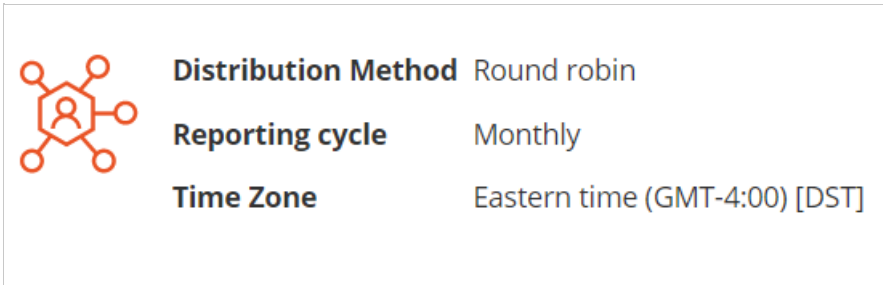 Distribution Method Round robin
Reporting cycle Monthly
Time Zone Eastern time (GMT-4:00) [DST]